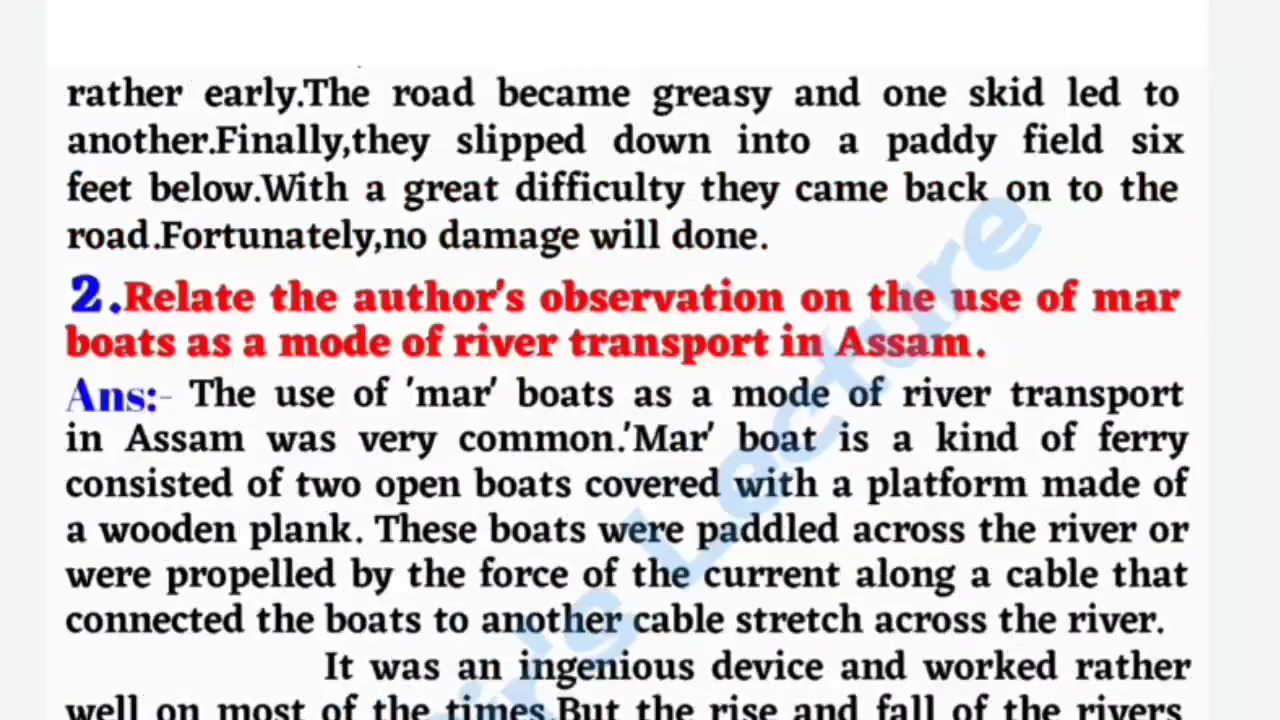 rather early.The road became greasy and one skid led to
another.Finally,they slipped down into a paddy field six
feet below.With a great difficulty they came back on to the
road.Fortunately,no damage will done.
2.Relate the author's observation on the use of mar
boats as a mode of river transport in Assam.
Ans:- The use of 'mar' boats as a mode of river transport
in Assam was very common.'Mar' boat is a kind of ferry
consisted of two open boats covered with a platform made of
a wooden plank. These boats were paddled across the river or
were propelled by the force of the current along a cable that
connected the boats to another cable stretch across the river.
It was an ingenious device and worked rather
well on most of the times.But the rise and fall of the rivers
Lecture